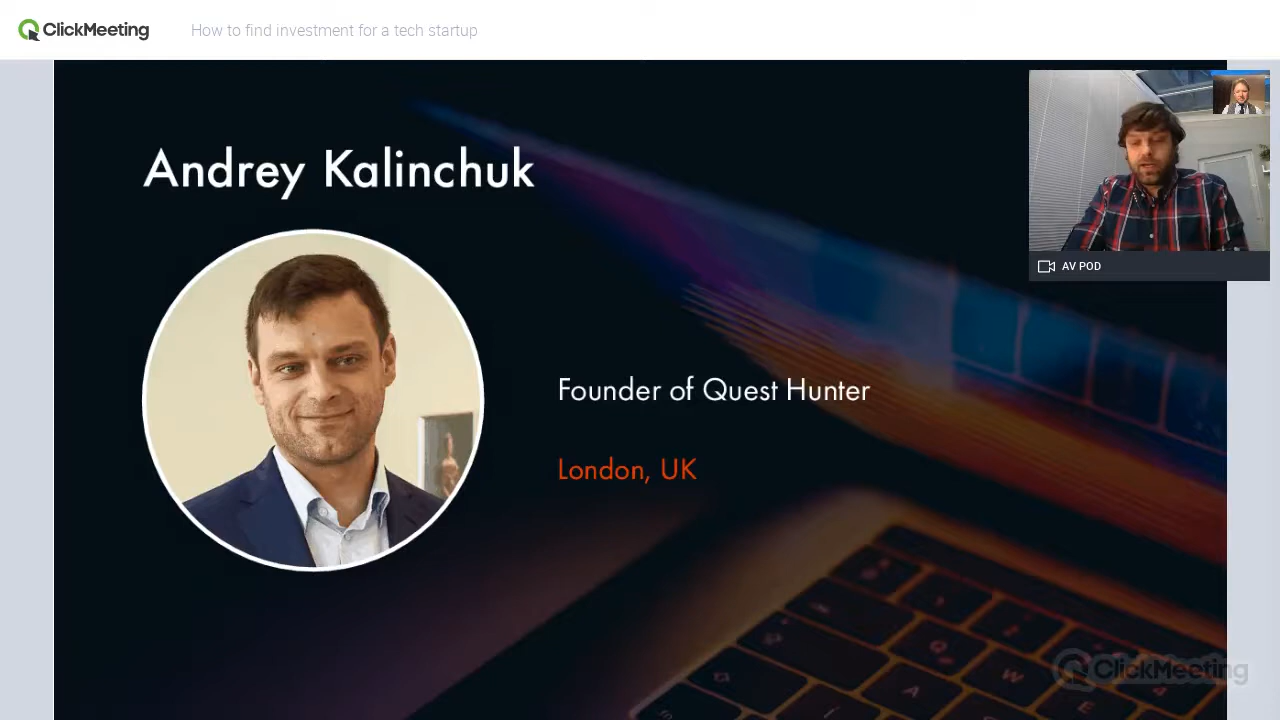 ClickMeeting
How to find investment for a tech startup
Andrey Kalinchuk
AV POD
Founder of Quest Hunter
London, UK
Q
W
A
ClickMeeting